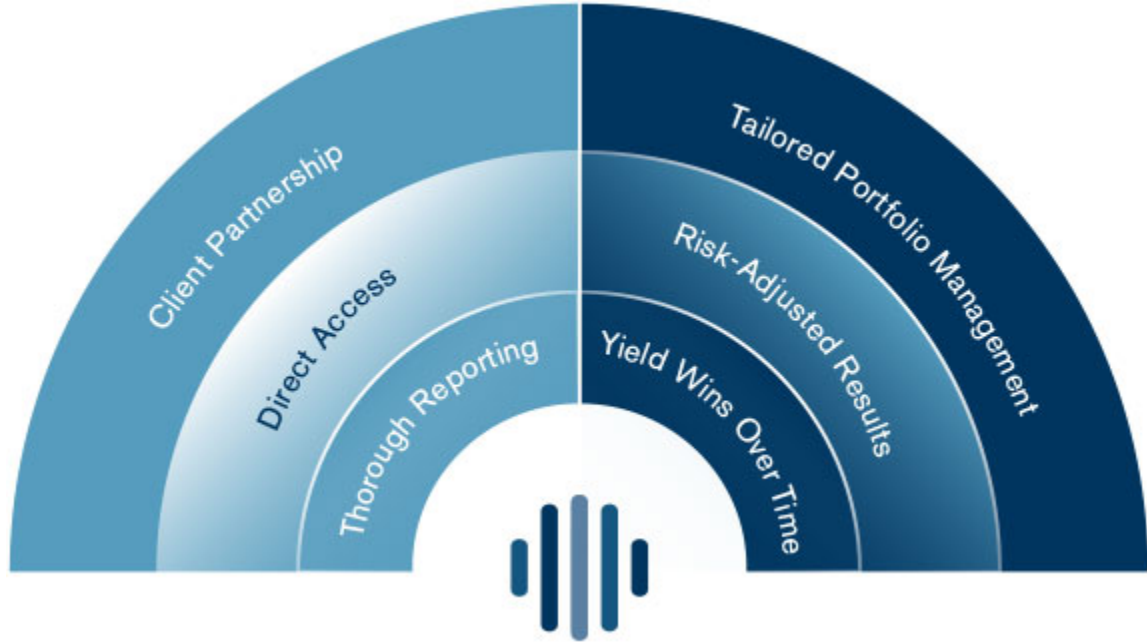 Client Partnership
Direct Access
Thorough Reporting
Tailored Portfolio Management
Risk-Adjusted Results
Yield Wins Over Time